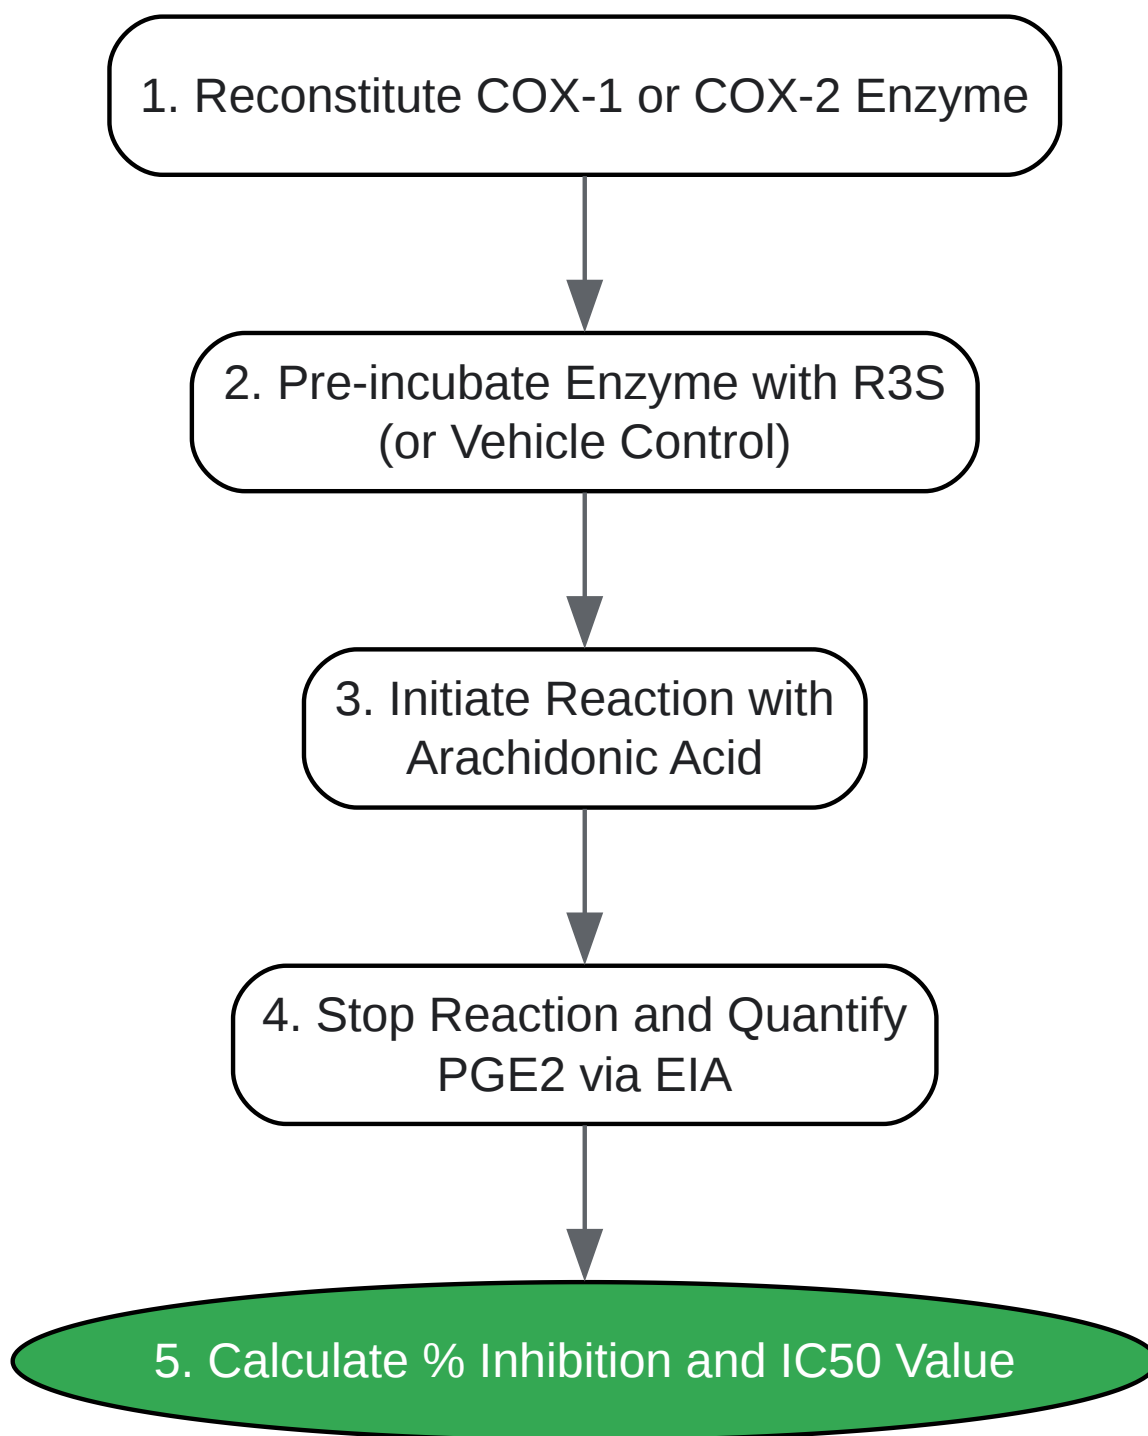 1. Reconstitute COX-1 or COX-2 Enzyme
2. Pre-incubate Enzyme with R3S
(or Vehicle Control)
3. Initiate Reaction with
Arachidonic Acid
4. Stop Reaction and Quantify
PGE2 via EIA
5. Calculate % Inhibition and IC50 Value